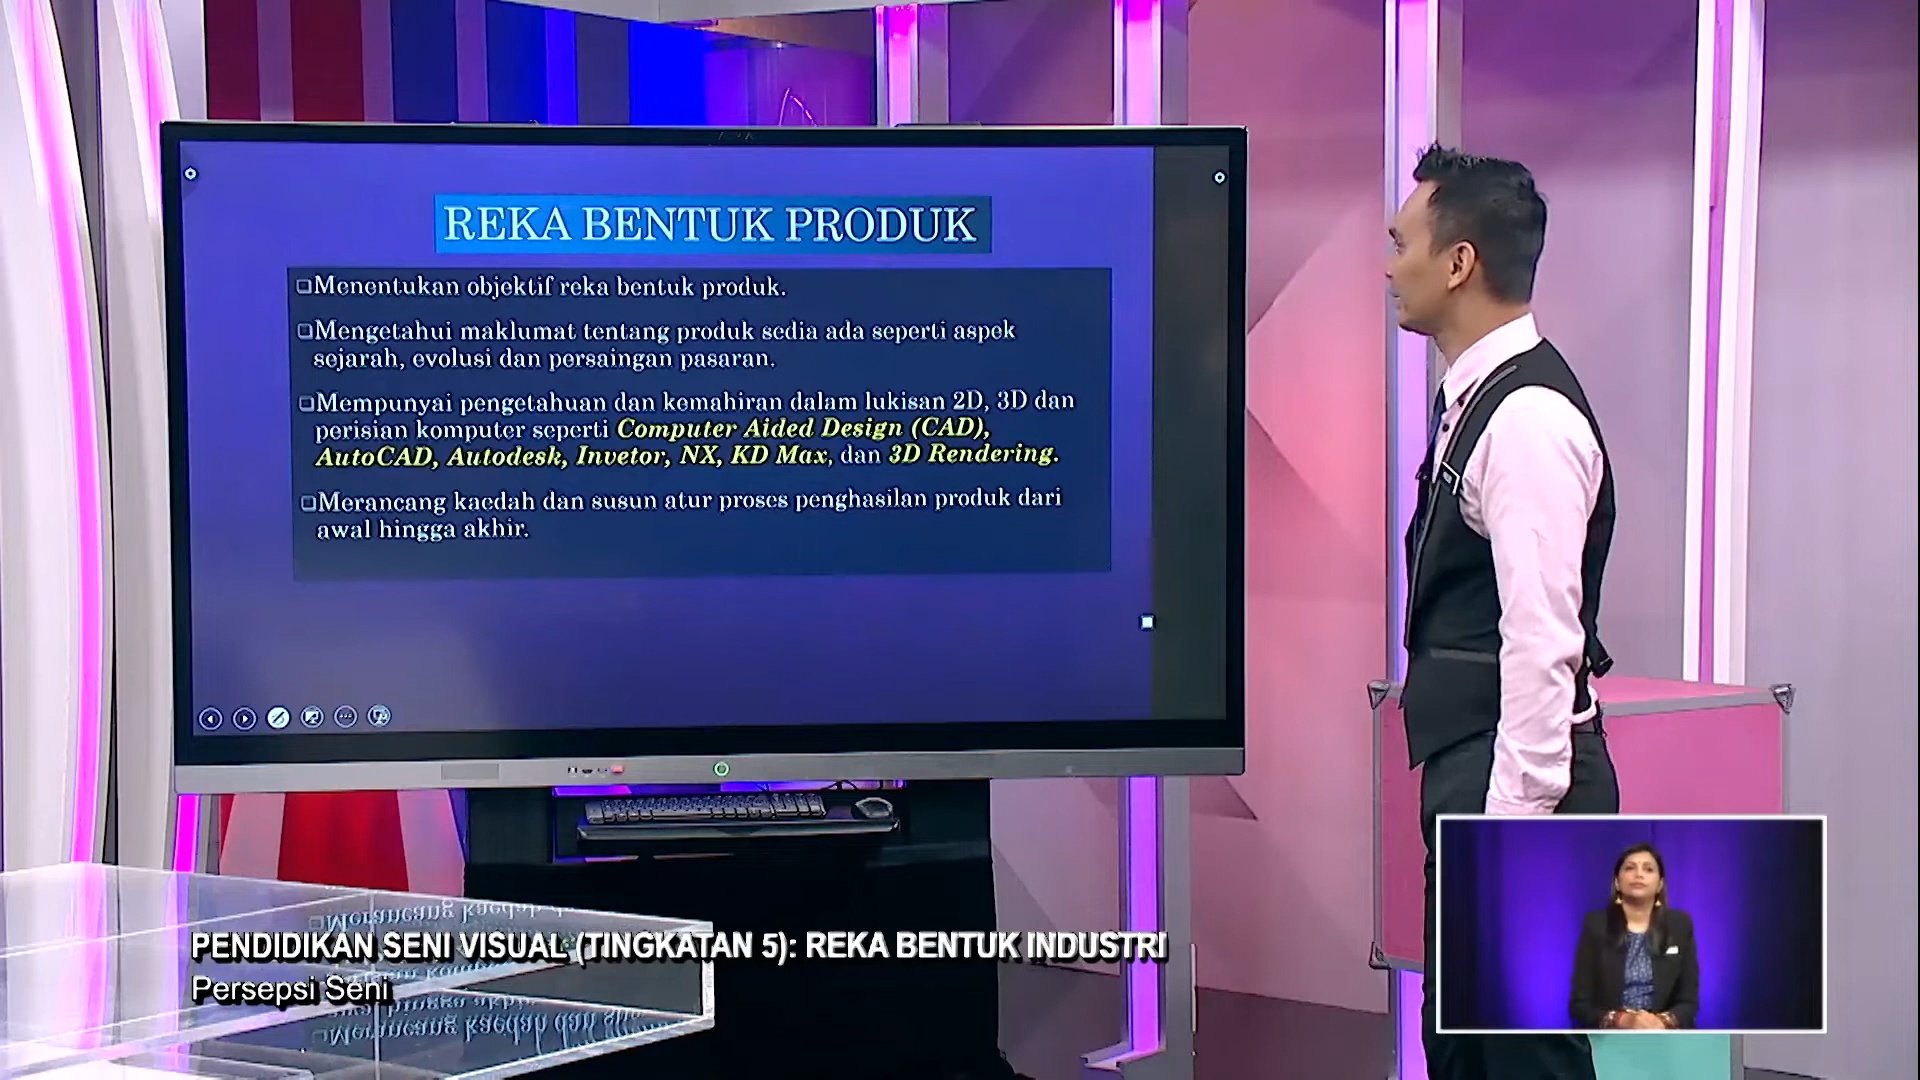 REKA BENTUK PRODUK
❑Menentukan objektif reka bentuk produk.
❑Mengetahui maklumat tentang produk sedia ada seperti aspek
sejarah, evolusi dan persaingan pasaran.
❑Mempunyai pengetahuan dan kemahiran dalam lukisan 2D, 3D dan
perisian komputer seperti Computer Aided Design (CAD),
AutoCAD, Autodesk, Invetor, NX, KD Max, dan 3D Rendering.
❑Merancang kaedah dan susun atur proses penghasilan produk dari
awal hingga akhir.
PENDIDIKAN SENI VISUAL (TINGKATAN 5): REKA BENTUK INDUSTRI
Persepsi Seni